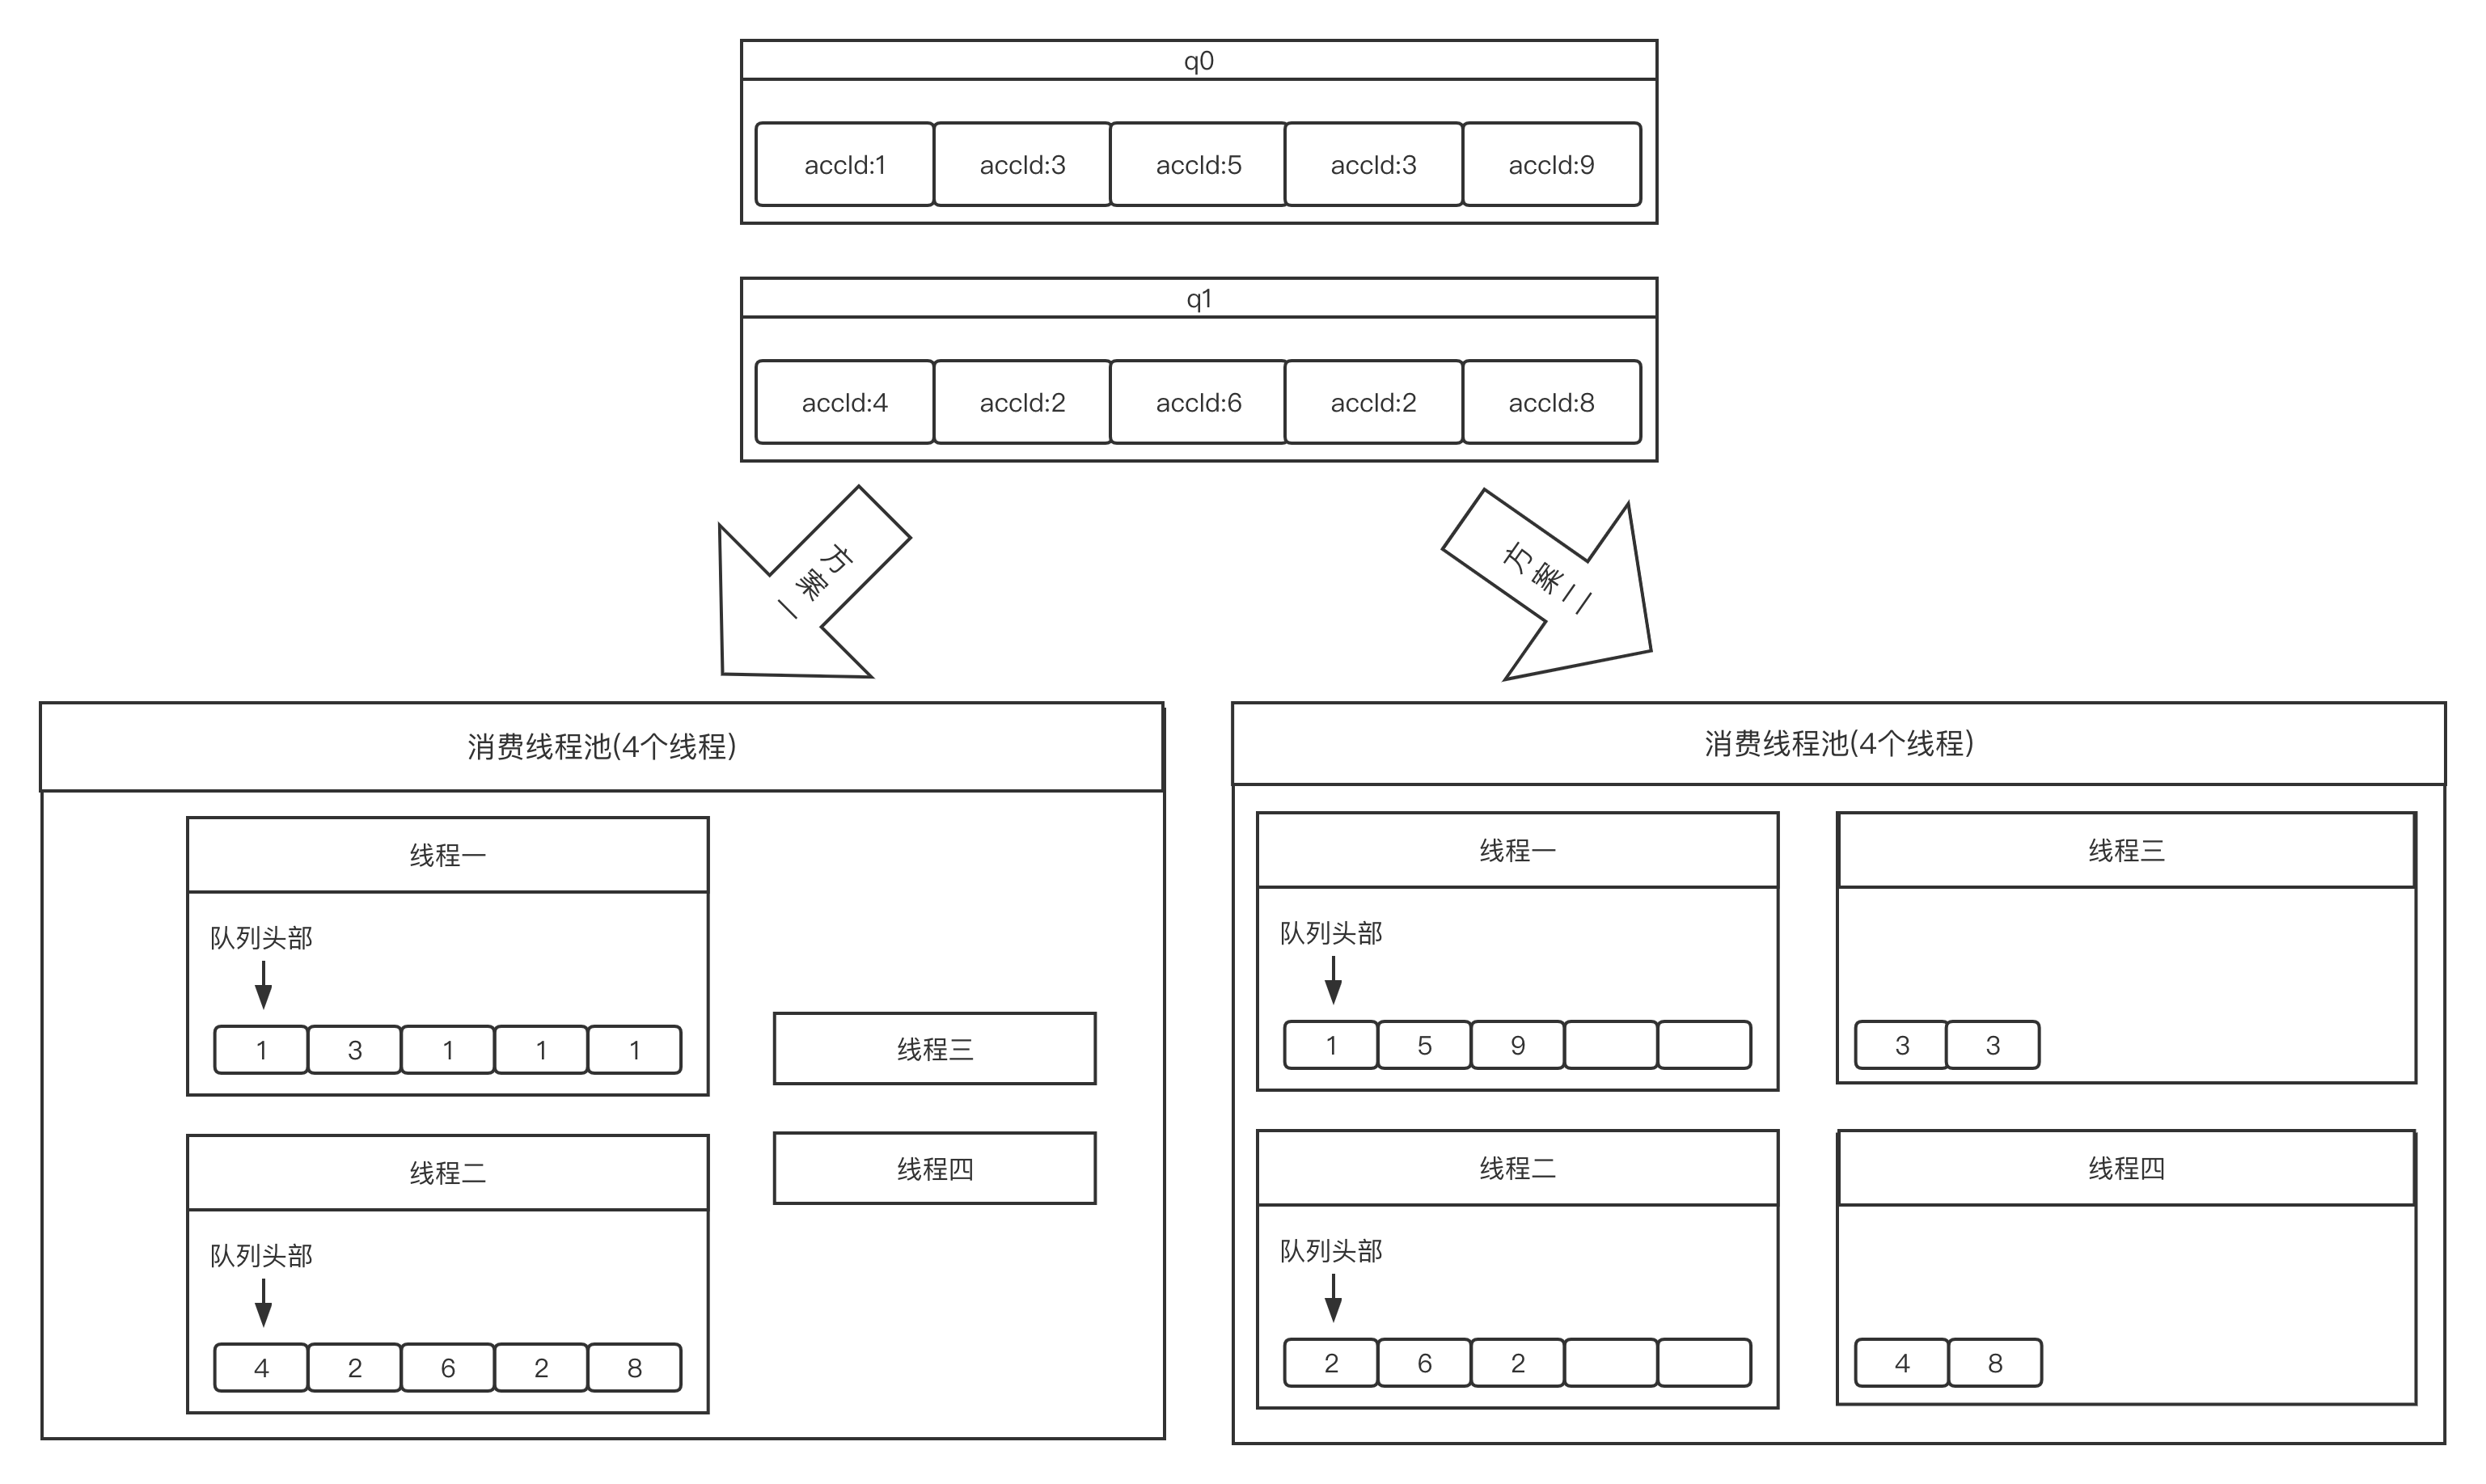 q0
accId:1 accId:3 accId:5 accId:3 accId:9
q1
accId:4 accId:2 accId:6 accId:2 accId:8
方案一
方案二
消费线程池(4个线程)
线程一
队列头部
1 3 1 1 1
线程二
队列头部
4 2 6 2 8
线程三
线程四
消费线程池(4个线程)
线程一
队列头部
1 5 9
线程二
队列头部
2 6 2
线程三
3 3
线程四
4 8